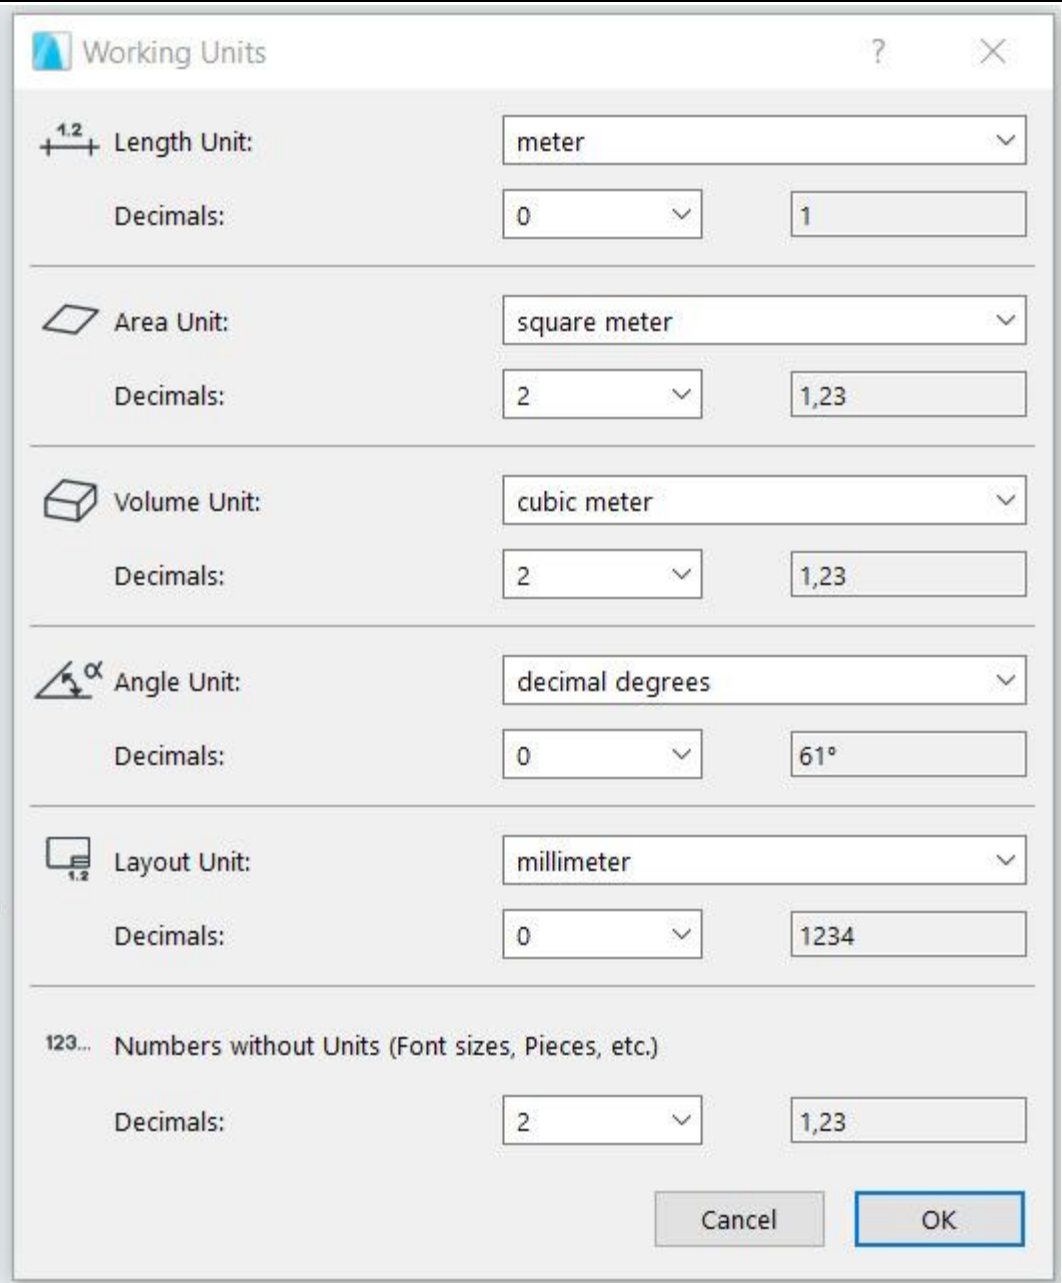 Working Units
?
1.2
Length Unit: meter
Decimals: 0 1
Area Unit: square meter
Decimals: 2 1,23
Volume Unit: cubic meter
Decimals: 2 1,23
α Angle Unit: decimal degrees
Decimals: 0 61°
Layout Unit: millimeter
1.2
Decimals: 0 1234
123... Numbers without Units (Font sizes, Pieces, etc.)
Decimals: 2 1,23
Cancel OK